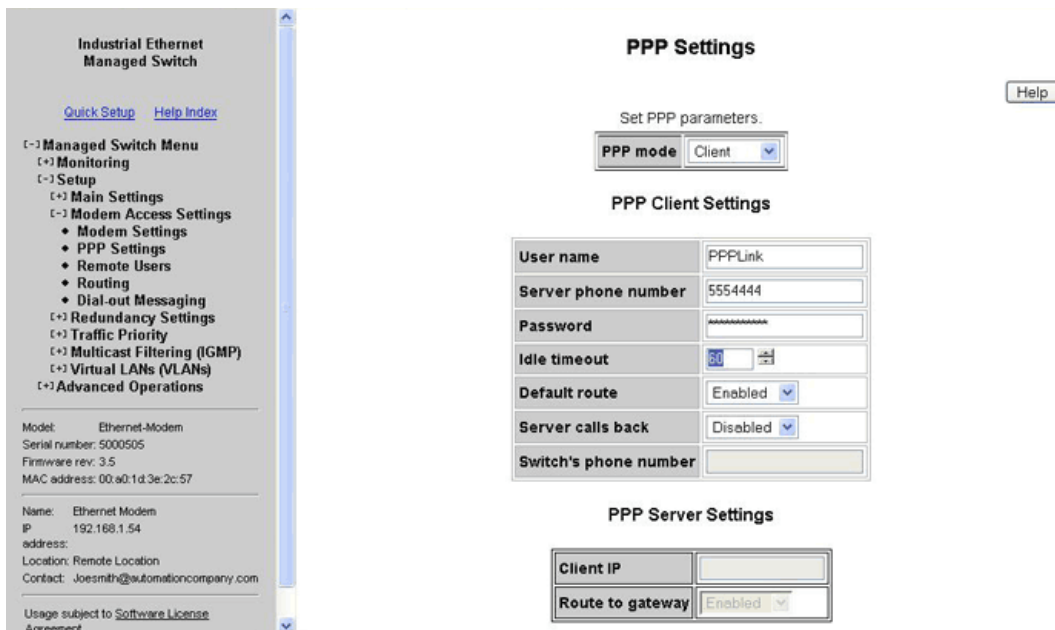 Industrial Ethernet
Managed Switch
Quick Setup Help Index
[-] Managed Switch Menu
[+] Monitoring
[-] Setup
[+] Main Settings
[-] Modem Access Settings
Modem Settings
PPP Settings
Remote Users
Routing
Dial-out Messaging
[+] Redundancy Settings
[+] Traffic Priority
[+] Multicast Filtering (IGMP)
[+] Virtual LANs (VLANs)
[+] Advanced Operations
Model: Ethernet-Modem
Serial number: 5000505
Firmware rev: 3.5
MAC address: 00:a0:1d:3e:2c:57
Name: Ethernet Modem
IP address: 192.168.1.54
Location: Remote Location
Contact: Joesmith@automationcompany.com
Usage subject to Software License
Agreement
PPP Settings
Help
Set PPP parameters.
PPP mode Client
PPP Client Settings
User name PPPLink
Server phone number 5554444
Password ***********
Idle timeout 60
Default route Enabled
Server calls back Disabled
Switch's phone number
PPP Server Settings
Client IP
Route to gateway Enabled